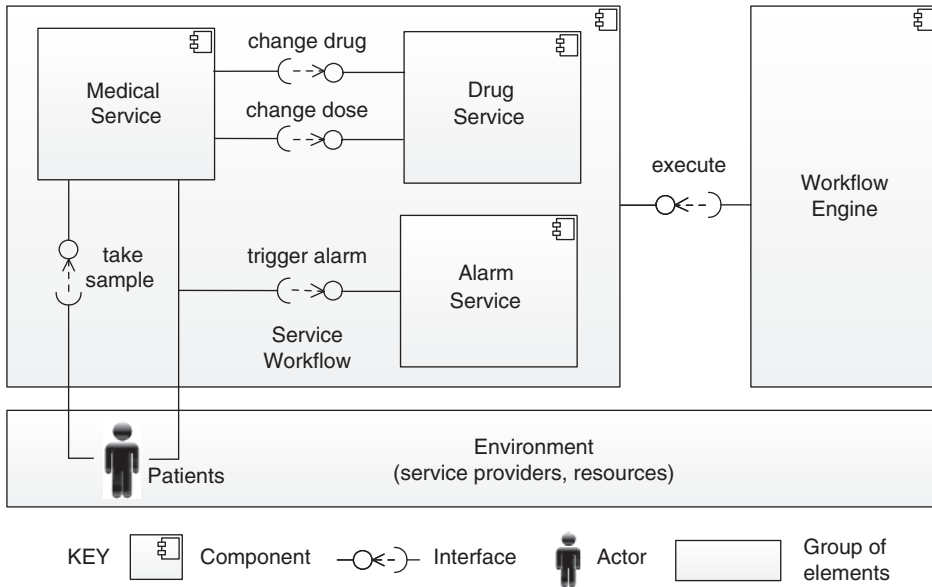 change drug
Medical
Service
Drug
Service
change dose
execute
Workflow
Engine
take
sample
trigger alarm
Alarm
Service
Service
Workflow
Environment
(service providers, resources)
Patients
KEY
Component
Interface
Actor
Group of
elements